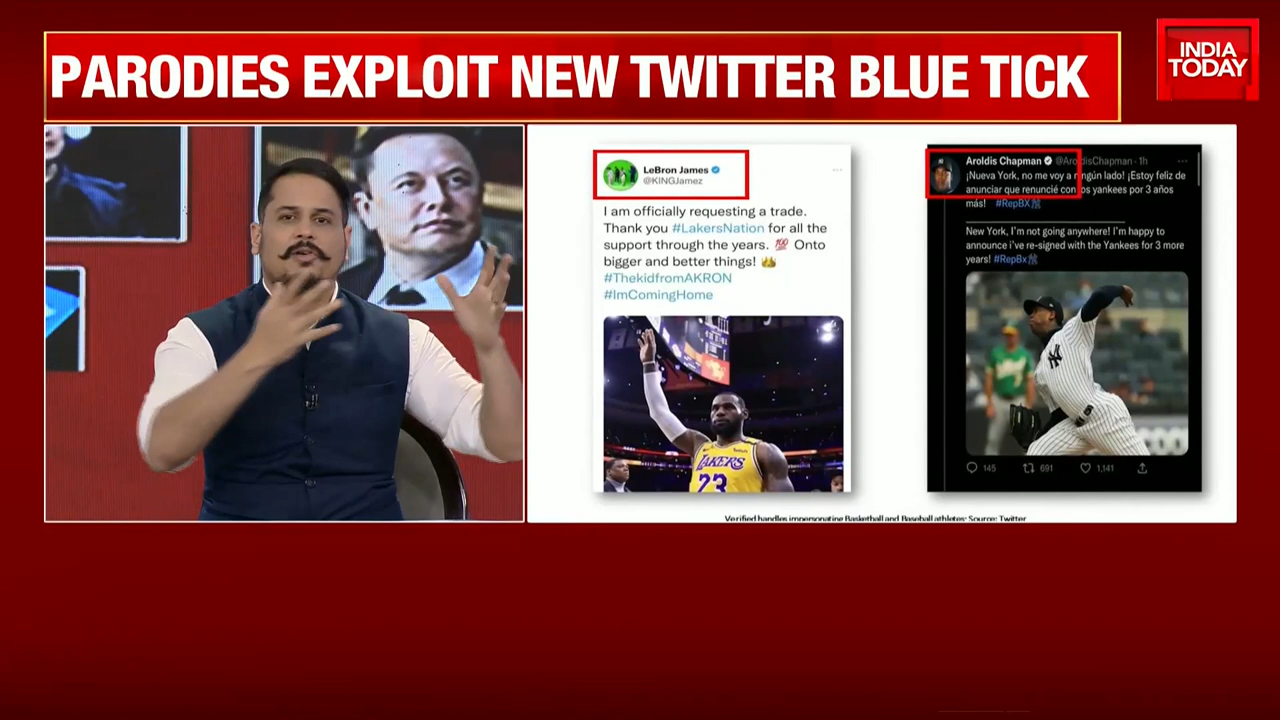 PARODIES EXPLOIT NEW TWITTER BLUE TICK
INDIA
TODAY
LeBron James
@KINGJamez
I am officially requesting a trade.
Thank you #LakersNation for all the
support through the years. 💯 Onto
bigger and better things! 👑
#ThekidfromAKRON
#ImComingHome
LAKERS
23
Aroldis Chapman @AroldisChapman · 1h
¡Nueva York, no me voy a ningún lado! ¡Estoy feliz de
anunciar que renuncié con los yankees por 3 años
más! #RepBX
New York, I'm not going anywhere! I'm happy to
announce i've re-signed with the Yankees for 3 more
years! #RepBx
NY
145 691 1,141
Verified handles impersonating Basketball and Baseball athletes; Source: Twitter